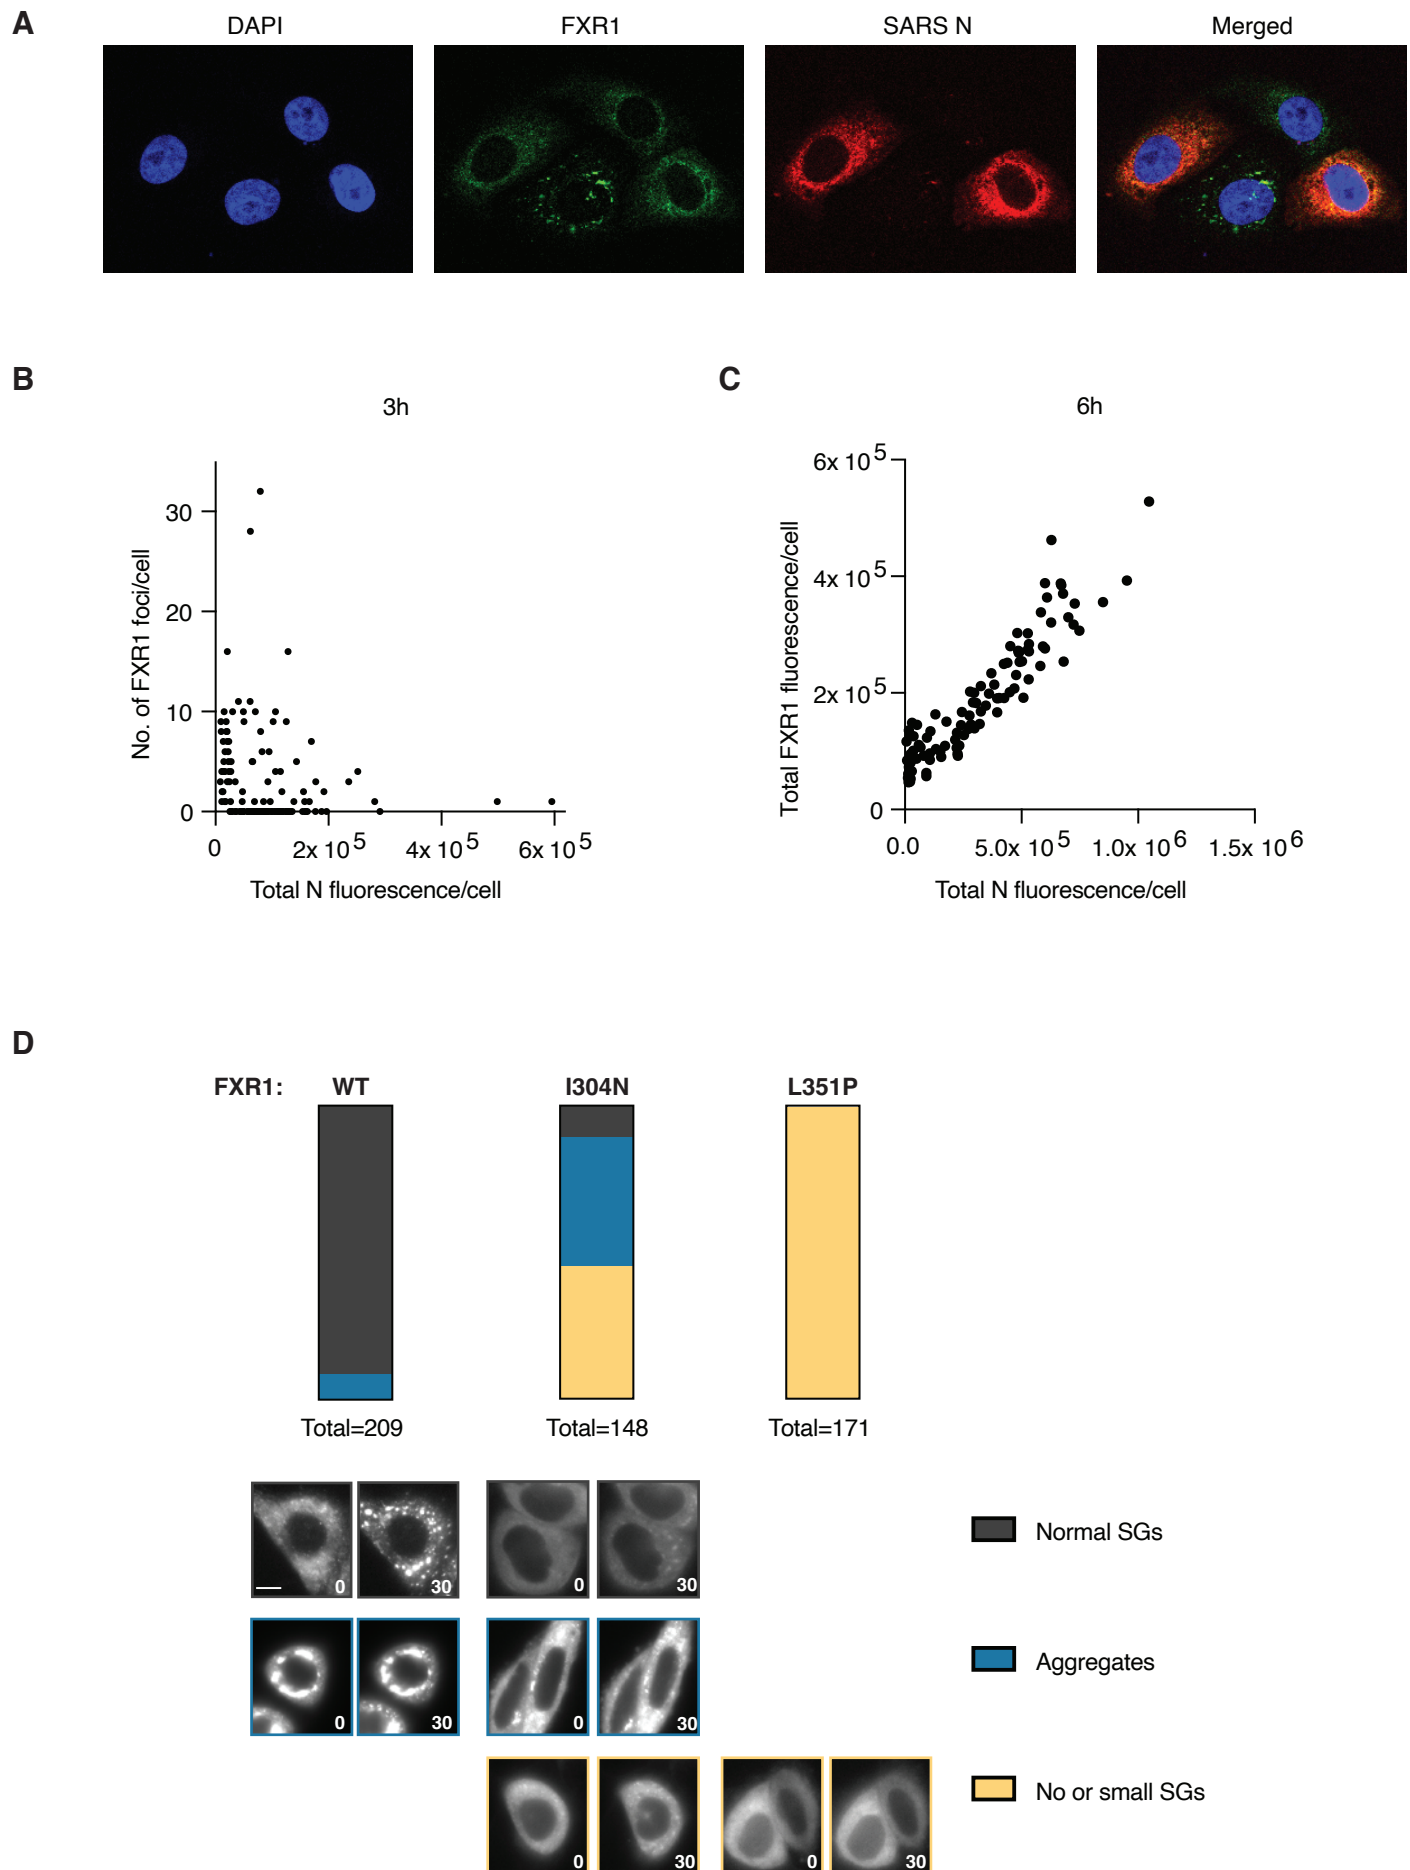 A
DAPI
FXR1
SARS N
Merged
B
3h
No. of FXR1 foci/cell
30
20
10
0
0
2x 10^5
4x 10^5
6x 10^5
Total N fluorescence/cell
C
6h
Total FXR1 fluorescence/cell
6x 10^5
4x 10^5
2x 10^5
0
0.0
5.0x 10^5
1.0x 10^6
1.5x 10^6
Total N fluorescence/cell
D
FXR1: WT I304N L351P
Total=209 Total=148 Total=171
0 30 0 30
Normal SGs
0 30 0 30
Aggregates
0 30 0 30
No or small SGs